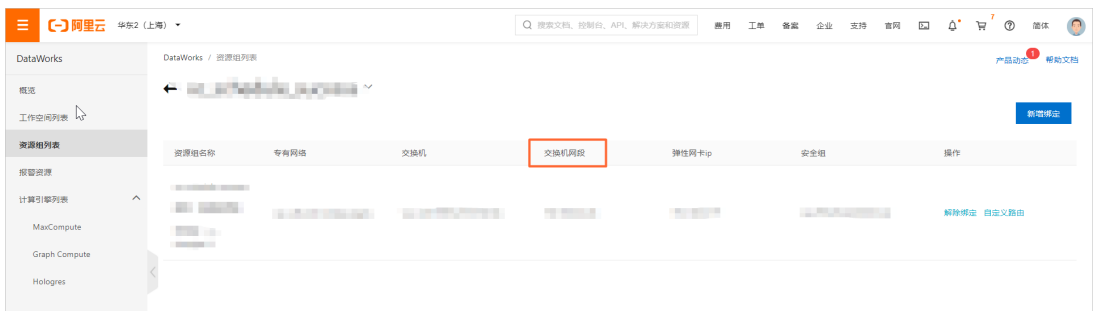 阿里云 华东2（上海） 搜索文档、控制台、API、解决方案和资源 费用 工单 备案 企业 支持 官网 7 简体
DataWorks
DataWorks / 资源组列表
产品动态 1 帮助文档
概览
工作空间列表
新增绑定
资源组列表
资源组名称 专有网络 交换机 交换机网段 弹性网卡ip 安全组 操作
报警资源
计算引擎列表
解除绑定 自定义路由
MaxCompute
Graph Compute
Hologres